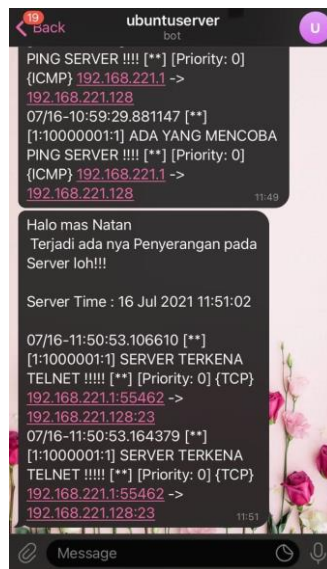 19
Back
ubuntuserver
bot
U
PING SERVER !!!! [**] [Priority: 0]
{ICMP} 192.168.221.1 ->
192.168.221.128
07/16-10:59:29.881147 [**]
[1:10000001:1] ADA YANG MENCOBA
PING SERVER !!!! [**] [Priority: 0]
{ICMP} 192.168.221.1 ->
192.168.221.128
11:49
Halo mas Natan
Terjadi ada nya Penyerangan pada
Server loh!!!
Server Time : 16 Jul 2021 11:51:02
07/16-11:50:53.106610 [**]
[1:1000001:1] SERVER TERKENA
TELNET !!!!! [**] [Priority: 0] {TCP}
192.168.221.1:55462 ->
192.168.221.128:23
07/16-11:50:53.164379 [**]
[1:1000001:1] SERVER TERKENA
TELNET !!!!! [**] [Priority: 0] {TCP}
192.168.221.1:55462 ->
192.168.221.128:23
11:51
Message